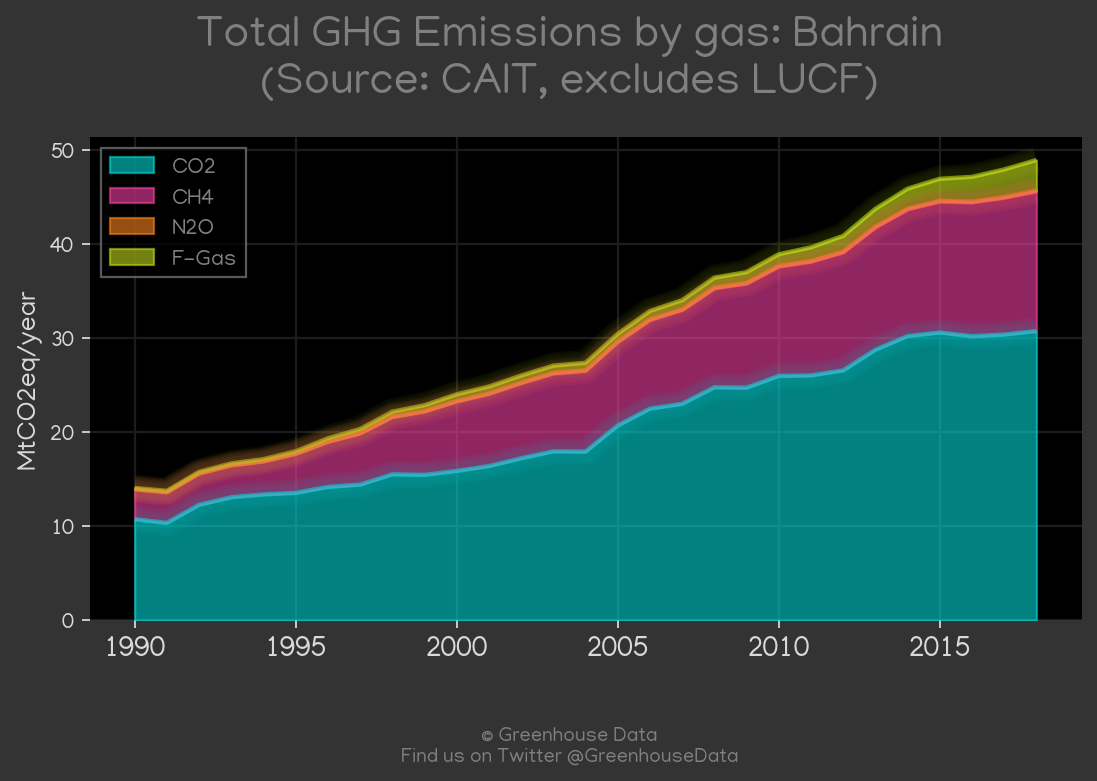 Total GHG Emissions by gas: Bahrain
(Source: CAIT, excludes LUCF)
50
40
30
20
10
0
MtCO2eq/year
CO2
CH4
N2O
F-Gas
1990 1995 2000 2005 2010 2015
© Greenhouse Data
Find us on Twitter @GreenhouseData